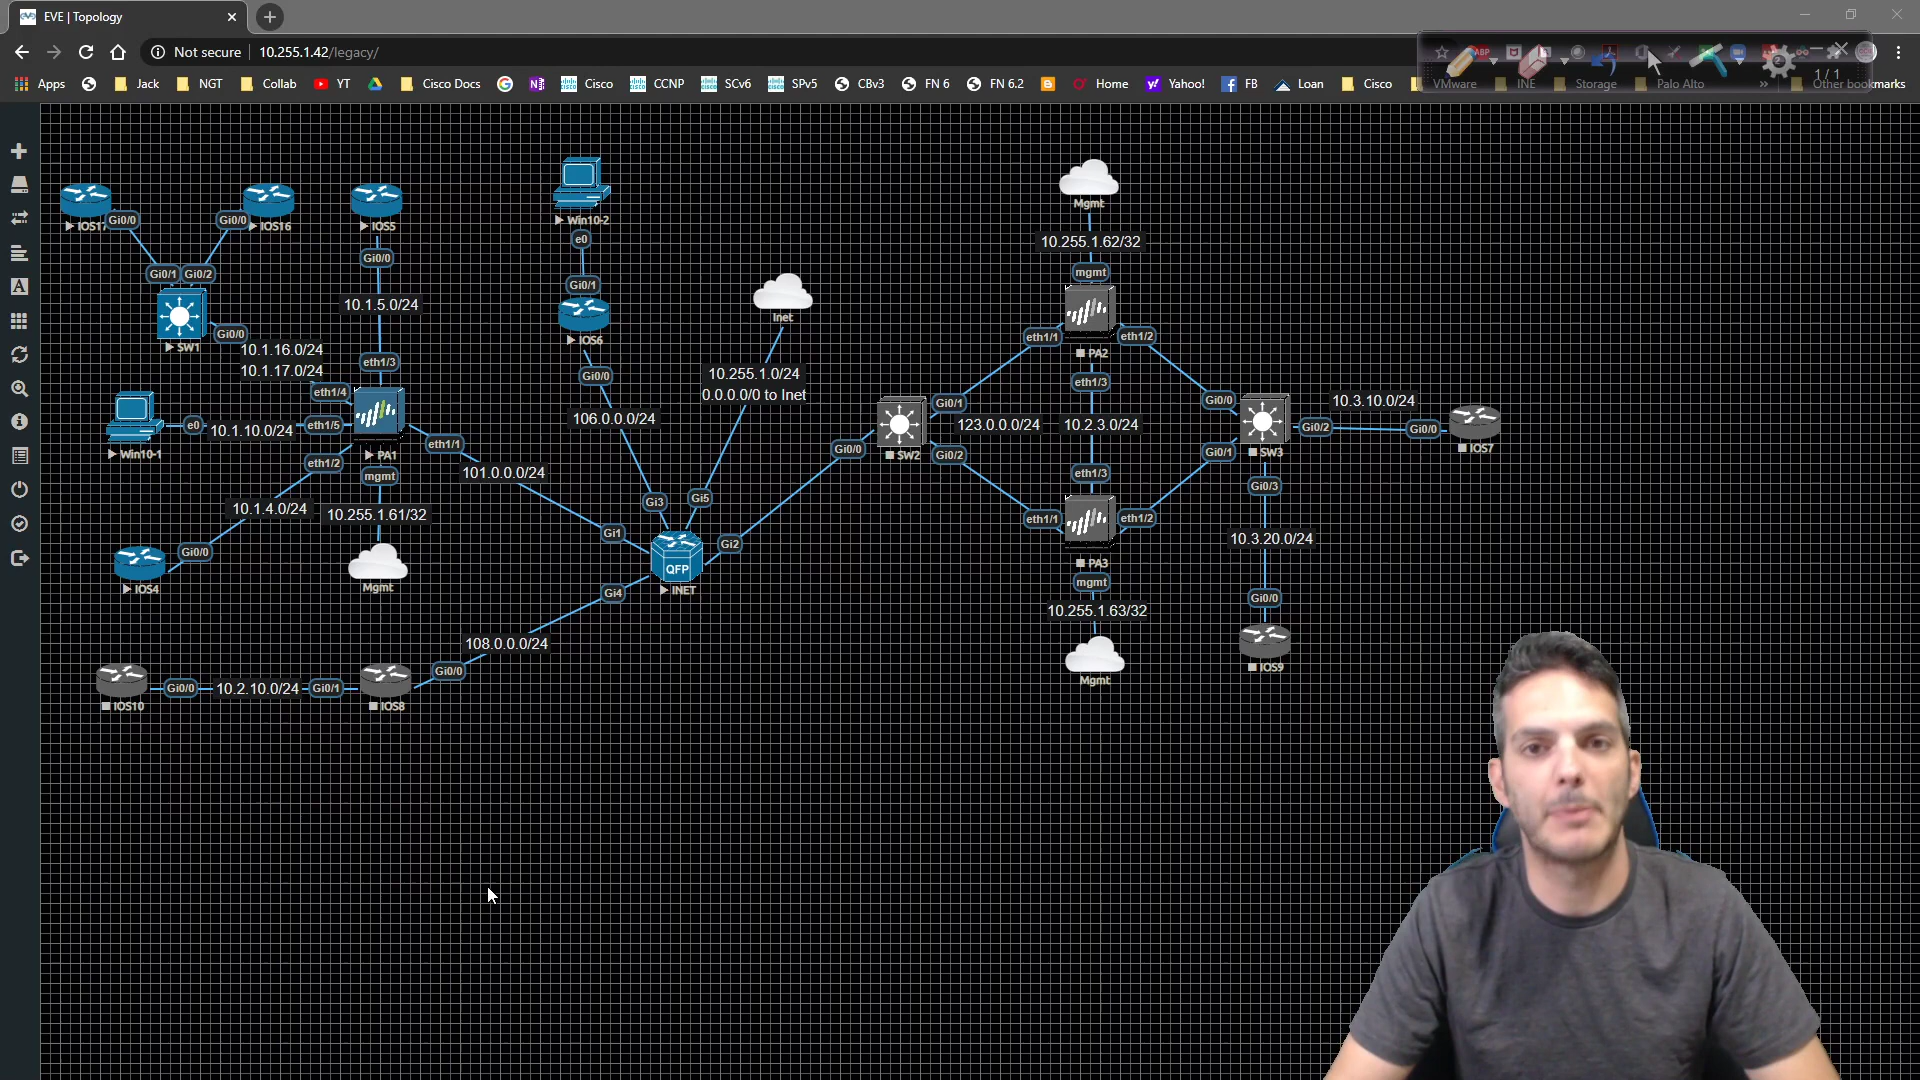 EVE | Topology
Not secure 10.255.1.42/legacy/
Apps Jack NGT Collab YT Cisco Docs Cisco CCNP SCv6 SPv5 CBv3 FN 6 FN 6.2 Home Yahoo! FB Loan Cisco VMware INE Storage Palo Alto » Other bookmarks
ABP
1 / 1
Mgmt
IOS17 Gi0/0 Gi0/0 IOS16 IOS5 Win10-2
e0 10.255.1.62/32
Gi0/0
Gi0/1 Gi0/2 Gi0/1 mgmt
10.1.5.0/24 Inet
Gi0/0 IOS6 eth1/1 eth1/2
SW1 10.1.16.0/24 PA2
10.1.17.0/24 eth1/3 Gi0/0 10.255.1.0/24 eth1/3
eth1/4 0.0.0.0/0 to Inet Gi0/1 Gi0/0 10.3.10.0/24
e0 10.1.10.0/24 eth1/5 106.0.0.0/24 123.0.0.0/24 10.2.3.0/24 Gi0/2 Gi0/0
Win10-1 PA1 eth1/1 Gi0/0 SW2 Gi0/2 Gi0/1 SW3 IOS7
eth1/2 mgmt 101.0.0.0/24 eth1/3 Gi0/3
10.1.4.0/24 10.255.1.61/32 Gi3 Gi5 eth1/1 eth1/2
Gi0/0 Gi1 Gi2 10.3.20.0/24
QFP PA3
IOS4 Mgmt Gi4 INET mgmt Gi0/0
10.255.1.63/32
108.0.0.0/24
Gi0/0 IOS9
Gi0/0 10.2.10.0/24 Gi0/1 Mgmt
IOS10 IOS8